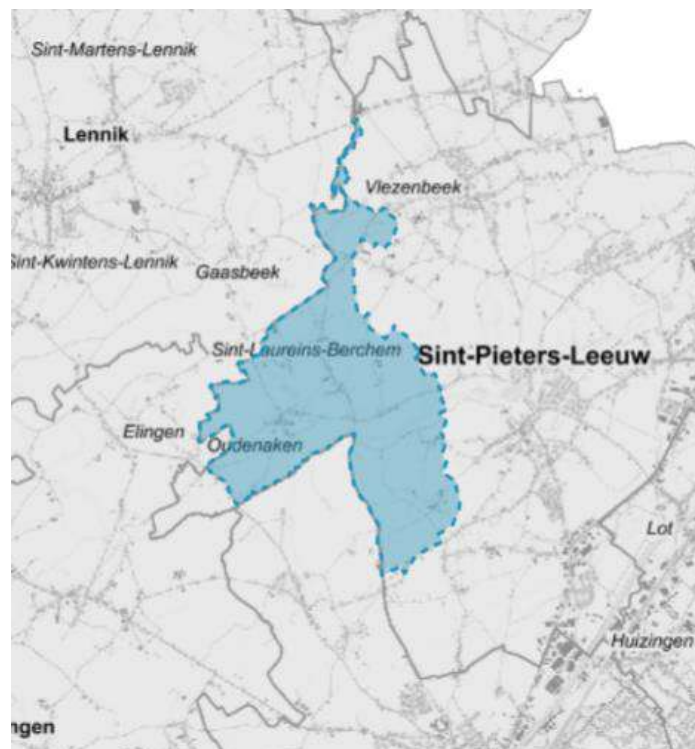 Sint-Martens-Lennik
Lennik
Vlezenbeek
Sint-Kwintens-Lennik
Gaasbeek
Sint-Laureins-Berchem
Sint-Pieters-Leeuw
Elingen
Oudenaken
Lot
Huizingen
ngen